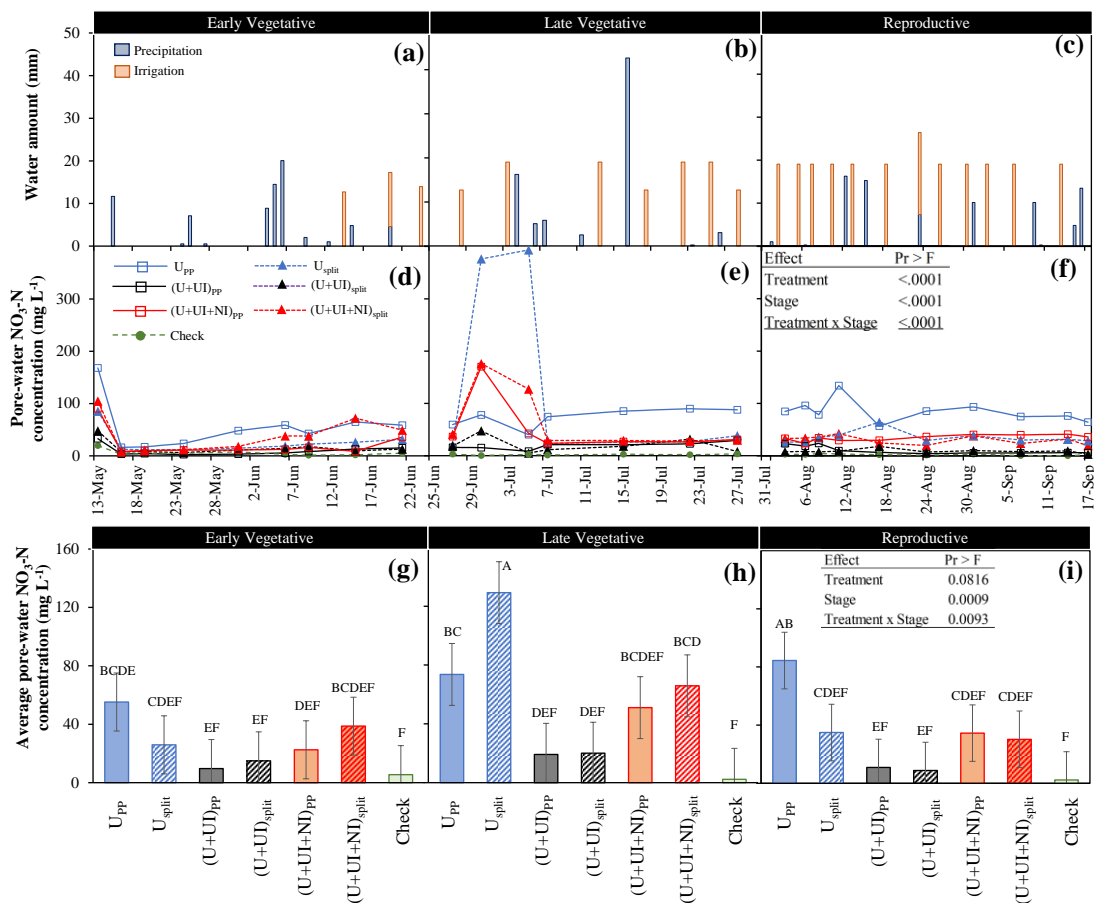 Early Vegetative
Late Vegetative
Reproductive
Water amount (mm)
50
40
30
20
10
0
Precipitation
Irrigation
(a)
(b)
(c)
Pore-water NO3-N
concentration (mg L-1)
300
200
100
0
UPP
Usplit
(U+UI)PP
(U+UI)split
(U+UI+NI)PP
(U+UI+NI)split
Check
(d)
(e)
(f)
Effect Pr > F
Treatment <.0001
Stage <.0001
Treatment x Stage <.0001
13-May
18-May
23-May
28-May
2-Jun
7-Jun
12-Jun
17-Jun
22-Jun
25-Jun
29-Jun
3-Jul
7-Jul
11-Jul
15-Jul
19-Jul
23-Jul
27-Jul
31-Jul
6-Aug
12-Aug
18-Aug
24-Aug
30-Aug
5-Sep
11-Sep
17-Sep
Early Vegetative
Late Vegetative
Reproductive
Average pore-water NO3-N
concentration (mg L-1)
160
120
80
40
0
(g)
BCDE
CDEF
EF
EF
DEF
BCDEF
F
(h)
BC
A
DEF
DEF
BCDEF
BCD
F
(i)
Effect Pr > F
Treatment 0.0816
Stage 0.0009
Treatment x Stage 0.0093
AB
CDEF
EF
EF
CDEF
CDEF
F
UPP
Usplit
(U+UI)PP
(U+UI)split
(U+UI+NI)PP
(U+UI+NI)split
Check
UPP
Usplit
(U+UI)PP
(U+UI)split
(U+UI+NI)PP
(U+UI+NI)split
Check
UPP
Usplit
(U+UI)PP
(U+UI)split
(U+UI+NI)PP
(U+UI+NI)split
Check